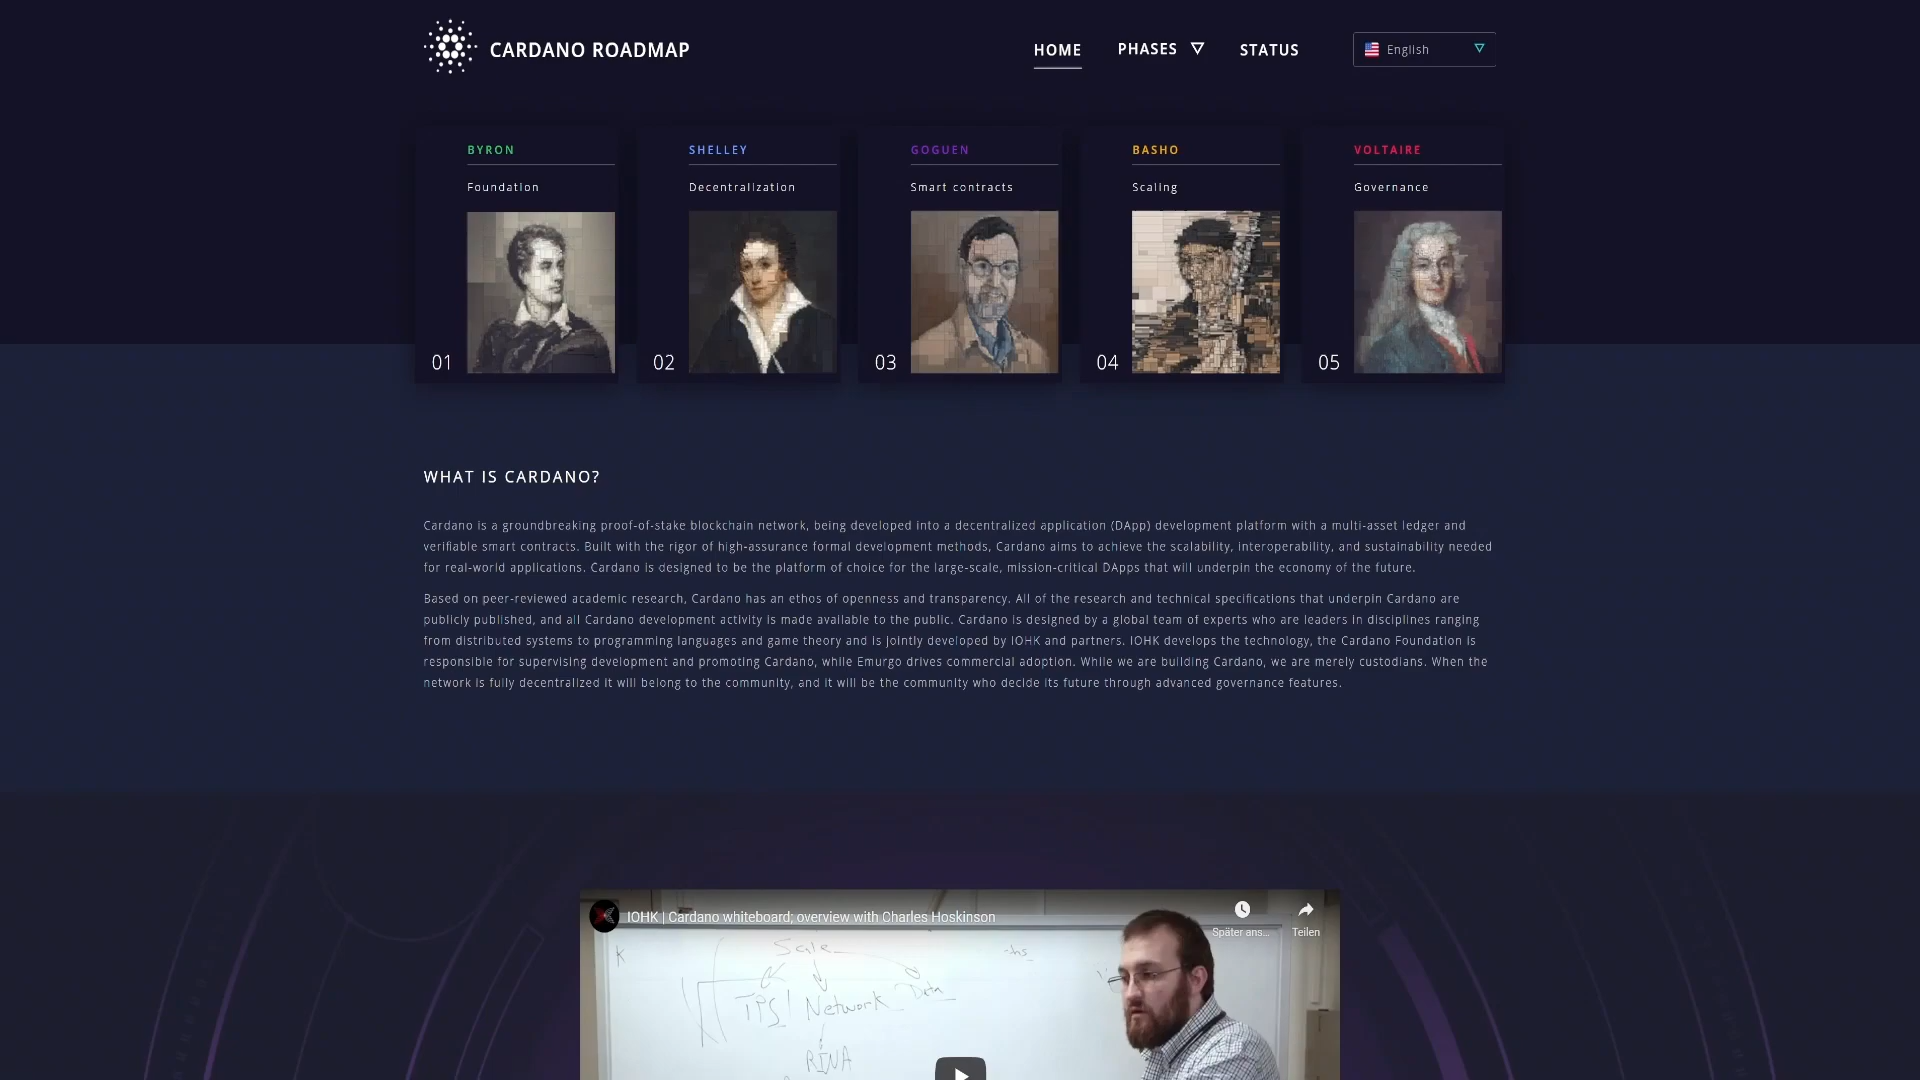 CARDANO ROADMAP
HOME
PHASES
STATUS
English
BYRON
Foundation
01
SHELLEY
Decentralization
02
GOGUEN
Smart contracts
03
BASHO
Scaling
04
VOLTAIRE
Governance
05
WHAT IS CARDANO?
Cardano is a groundbreaking proof-of-stake blockchain network, being developed into a decentralized application (DApp) development platform with a multi-asset ledger and
verifiable smart contracts. Built with the rigor of high-assurance formal development methods, Cardano aims to achieve the scalability, interoperability, and sustainability needed
for real-world applications. Cardano is designed to be the platform of choice for the large-scale, mission-critical DApps that will underpin the economy of the future.
Based on peer-reviewed academic research, Cardano has an ethos of openness and transparency. All of the research and technical specifications that underpin Cardano are
publicly published, and all Cardano development activity is made available to the public. Cardano is designed by a global team of experts who are leaders in disciplines ranging
from distributed systems to programming languages and game theory and is jointly developed by IOHK and partners. IOHK develops the technology, the Cardano Foundation is
responsible for supervising development and promoting Cardano, while Emurgo drives commercial adoption. While we are building Cardano, we are merely custodians. When the
network is fully decentralized it will belong to the community, and it will be the community who decide its future through advanced governance features.
IOHK | Cardano whiteboard; overview with Charles Hoskinson
Später ans...
Teilen
Scale
TPS Network Data
RINA